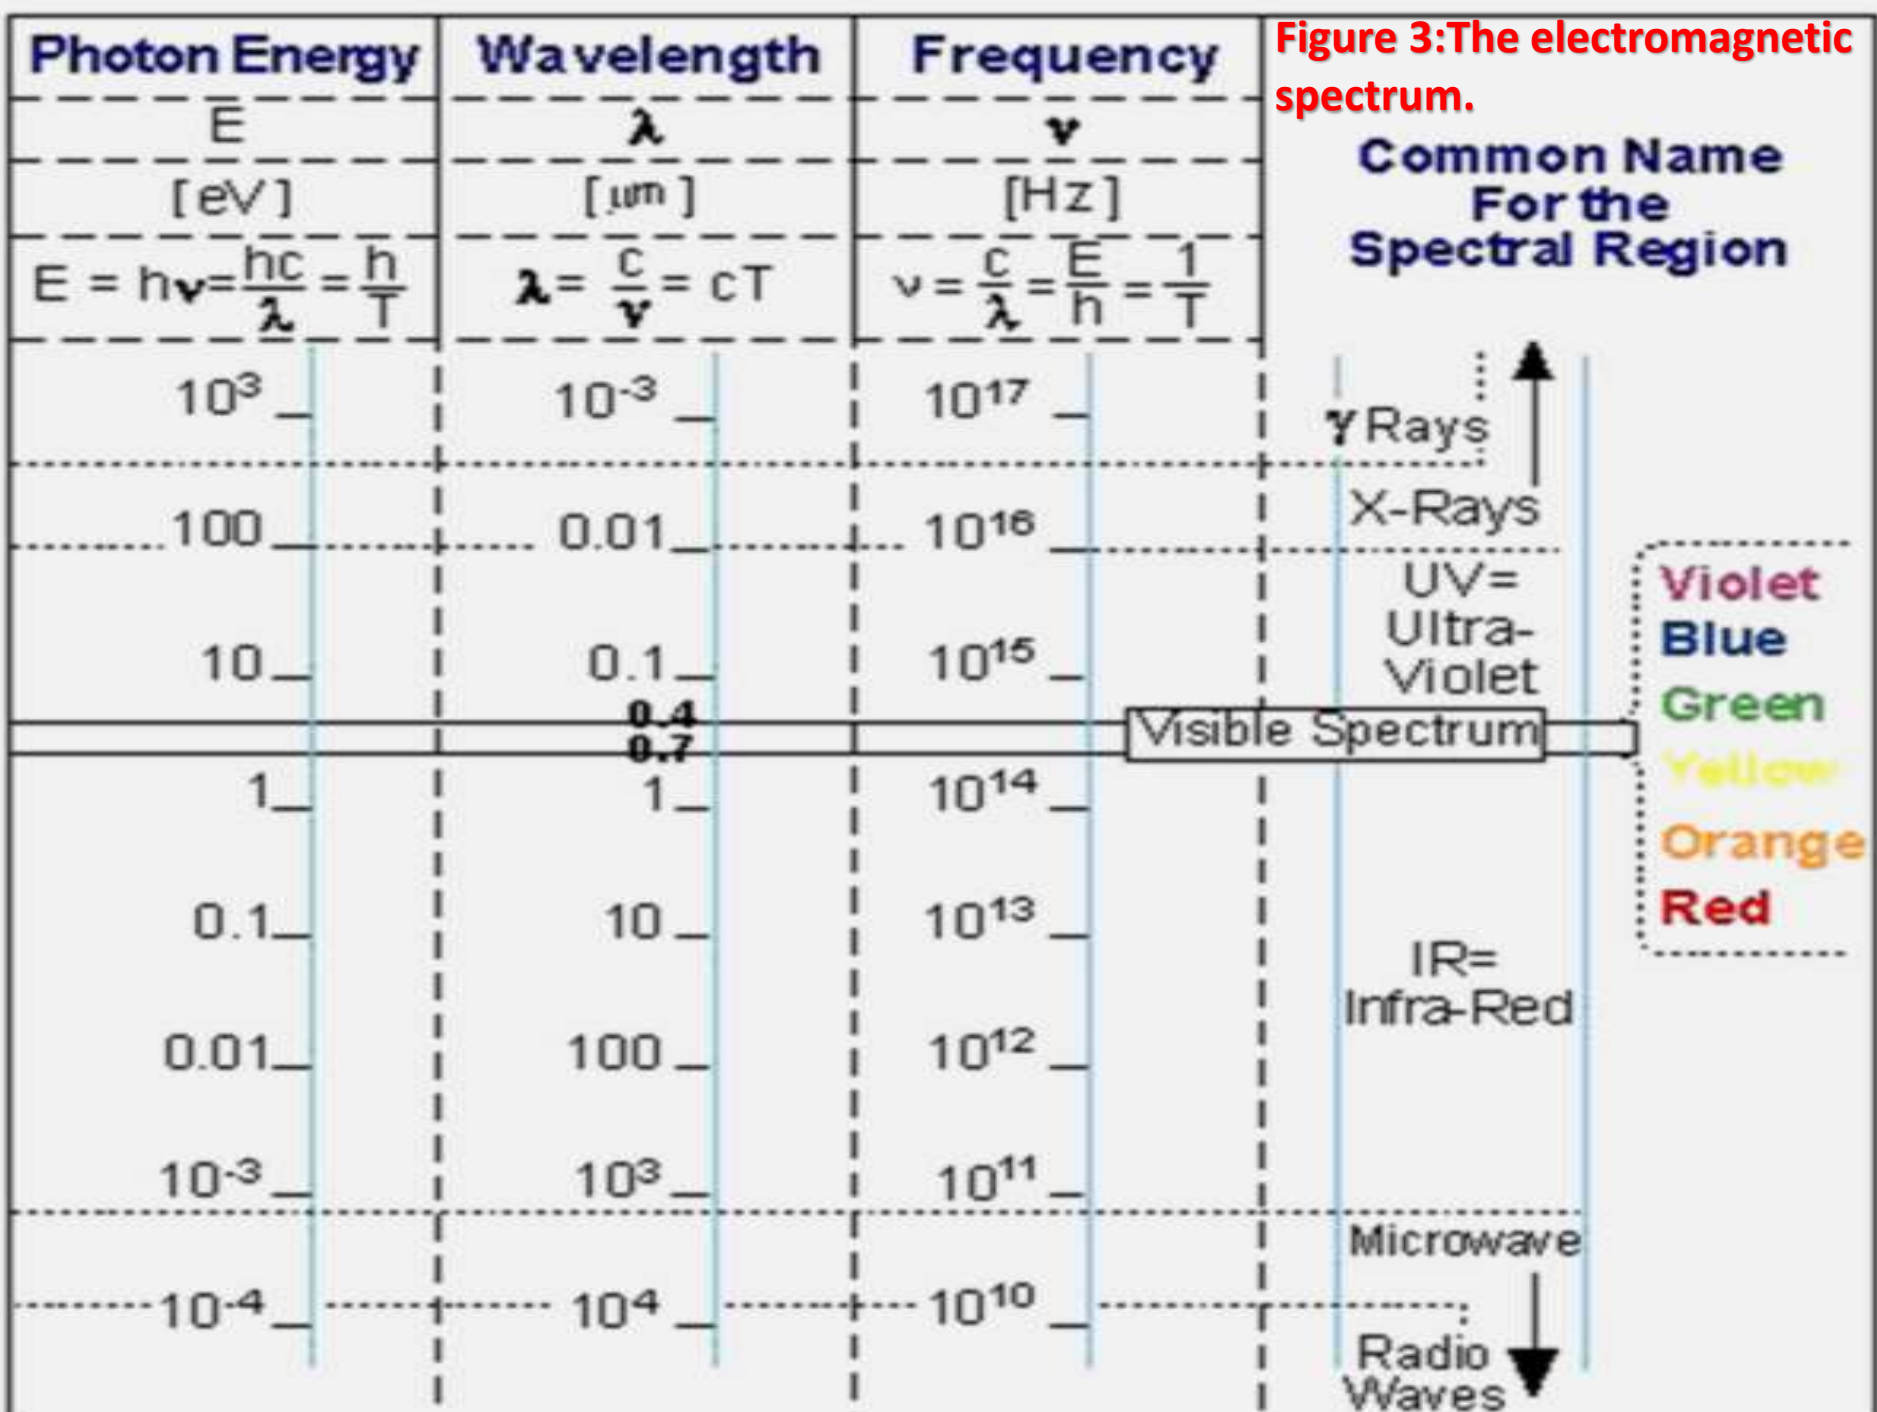 Figure 3:The electromagnetic
spectrum.
Photon Energy
Wavelength
Frequency
Common Name
For the
Spectral Region
E
λ
ν
[eV]
[μm]
[Hz]
E = hν=hc/λ=h/T
λ= c/ν= cT
ν=c/λ=E/h=1/T
10³
10⁻³
10¹⁷
γ Rays
X-Rays
100
0.01
10¹⁶
UV=
Ultra-
Violet
10
0.1
10¹⁵
0.4
0.7
Visible Spectrum
Violet
Blue
Green
Yellow
Orange
Red
1
1
10¹⁴
0.1
10
10¹³
IR=
Infra-Red
0.01
100
10¹²
10⁻³
10³
10¹¹
Microwave
10⁻⁴
10⁴
10¹⁰
Radio
Waves